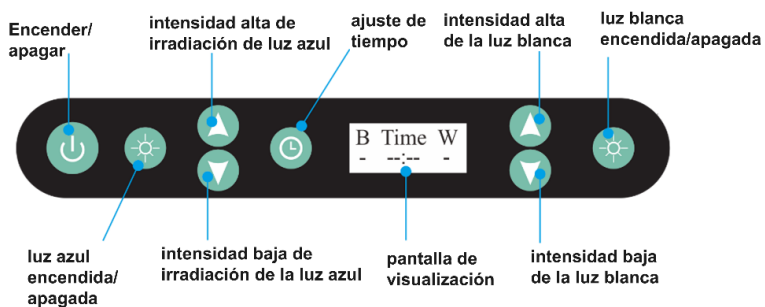 Encender/
apagar
intensidad alta de
irradiación de luz azul
ajuste de
tiempo
intensidad alta
de la luz blanca
luz blanca
encendida/apagada
B Time W
- --:-- -
luz azul
encendida/
apagada
intensidad baja de
irradiación de la luz azul
pantalla de
visualización
intensidad baja
de la luz blanca